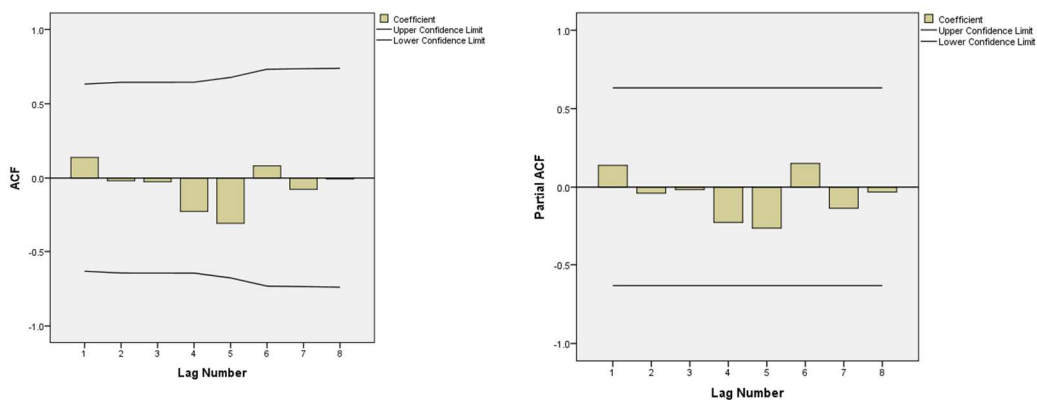 Coefficient
Upper Confidence Limit
Lower Confidence Limit
1.0
0.5
0.0
-0.5
-1.0
ACF
1 2 3 4 5 6 7 8
Lag Number
Coefficient
Upper Confidence Limit
Lower Confidence Limit
1.0
0.5
0.0
-0.5
-1.0
Partial ACF
1 2 3 4 5 6 7 8
Lag Number